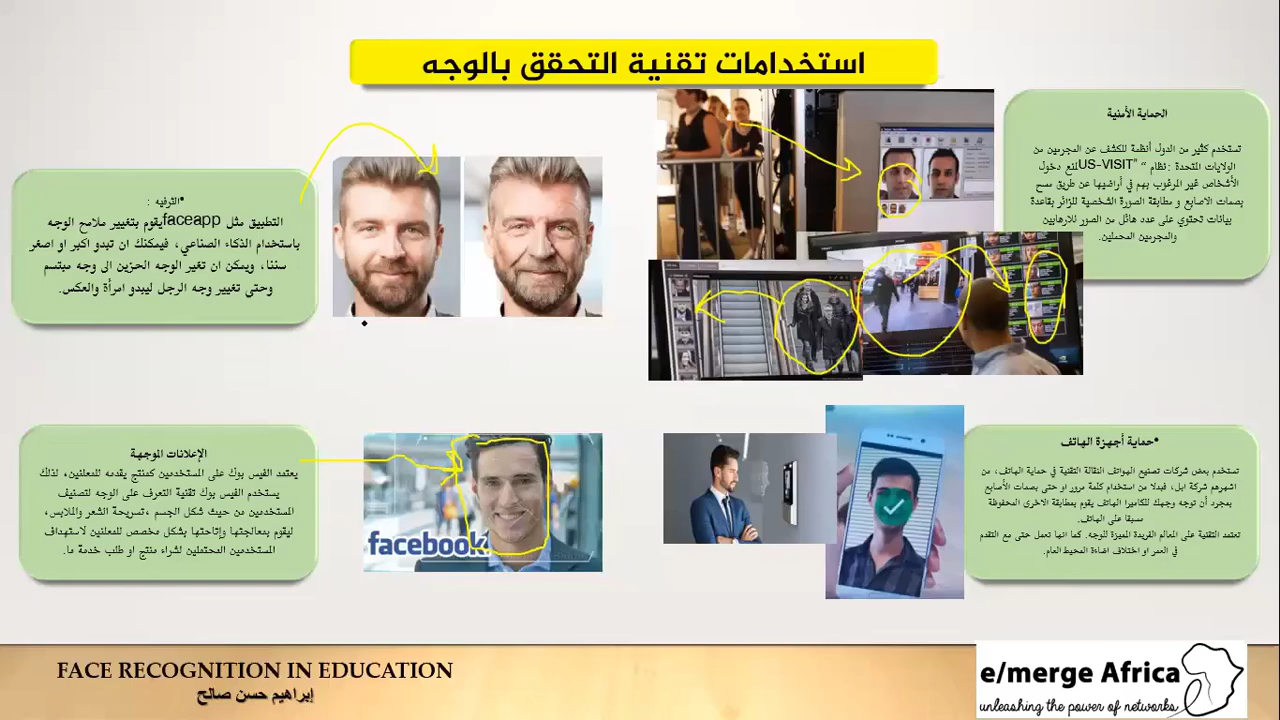 استخدامات تقنية التحقق بالوجه
الحماية الأمنية
تستخدم كثير من الدول أنظمة للكشف عن المجرمين من
الولايات المتحدة : نظام " US-VISIT" لمنع دخول
الأشخاص غير المرغوب بهم في أراضيها عن طريق مسح
بصمات الاصابع و مطابقة الصورة الشخصية للزائر بقاعدة
بيانات تحتوي على عدد هائل من الصور للارهابين
والمجرمين المحملين.
•الترفيه :
التطبيق مثل faceappيقوم بتغيير ملامح الوجه
باستخدام الذكاء الصناعي، فيمكنك ان تبدو اكبر او اصغر
سننا، ويمكن ان تغير الوجه الحزين الى وجه مبتسم
وحتى تغيير وجه الرجل ليبدو امرأة والعكس.
•حماية أجهزة الهاتف
تستخدم بعض شركات تصنيع الهواتف النقالة التقنية في حماية الهاتف، من
اشهرهم شركة ابل، فبدلا من استخدام كلمة مرور او حتى بصمات الأصابع
بمجرد أن توجه وجهك للكاميرا الهاتف يقوم بمطابقة الاخرى المحفوظة
سبقا على الهاتف.
تعتمد التقنية على المعالم الفريدة المميزة للوجه. كما انها تعمل حتى مع التقدم
في العمر او اختلاف اضاءة المحيط العام.
الإعلانات الموجهة
يعتمد الفيس بوك على المستخدمين كمنتج يقدمه للمعلنين، لذلك
يستخدم الفيس بوك تقنية التعرف على الوجه لتصنيف
المستخدمين من حيث شكل الجسم ,تسريحة الشعر والملابس,
ليقوم بمعالجتها وإتاحتها بشكل مخصص للمعلنين لاستهداف
المستخدمين المحتملين لشراء منتج او طلب خدمة ما.
facebook
FACE RECOGNITION IN EDUCATION
إبراهيم حسن صالح
e/merge Africa
unleashing the power of networks